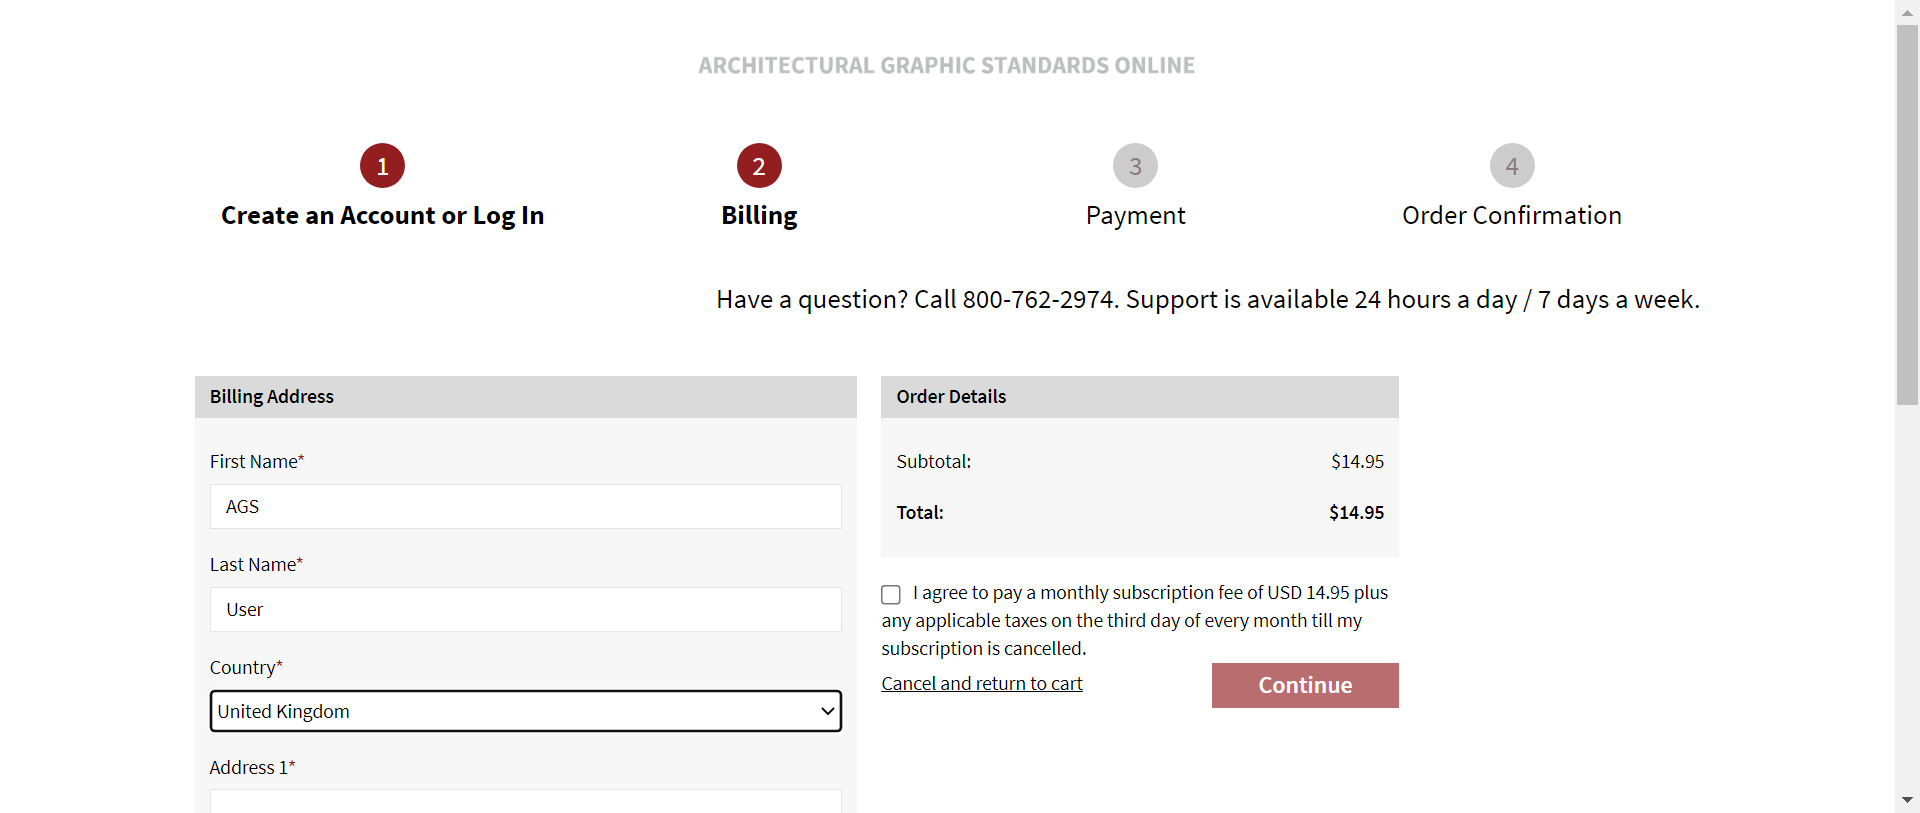 ARCHITECTURAL GRAPHIC STANDARDS ONLINE
1
2
3
4
Create an Account or Log In
Billing
Payment
Order Confirmation
Have a question? Call 800-762-2974. Support is available 24 hours a day / 7 days a week.
Billing Address
First Name*
AGS
Last Name*
User
Country*
United Kingdom
Address 1*
Order Details
Subtotal: $14.95
Total: $14.95
I agree to pay a monthly subscription fee of USD 14.95 plus
any applicable taxes on the third day of every month till my
subscription is cancelled.
Cancel and return to cart
Continue